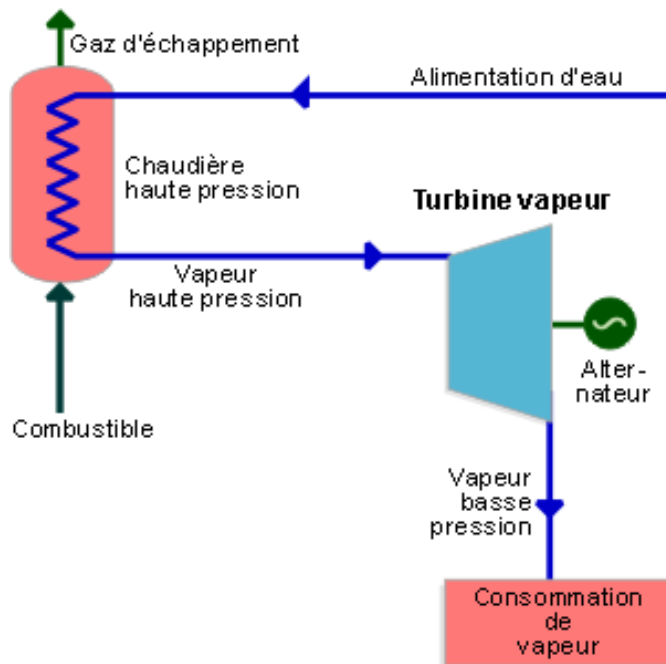 Gaz d'échappement
Alimentation d'eau
Chaudière
haute pression
Turbine vapeur
Vapeur
haute pression
Alter-
nateur
Combustible
Vapeur
basse
pression
Consommation
de
vapeur